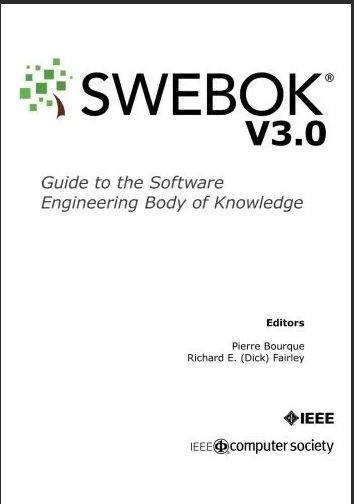 SWEBOK®
V3.0
Guide to the Software
Engineering Body of Knowledge
Editors
Pierre Bourque
Richard E. (Dick) Fairley
IEEE
IEEE computer society